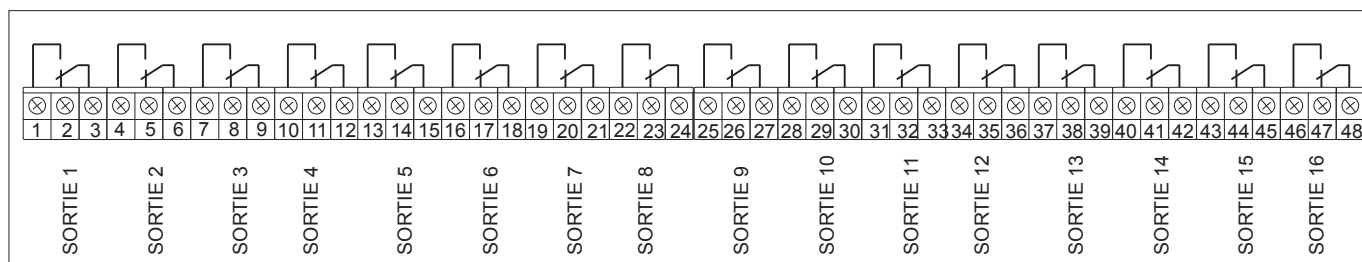 1 2 3 4 5 6 7 8 9 10 11 12 13 14 15 16 17 18 19 20 21 22 23 24 25 26 27 28 29 30 31 32 33 34 35 36 37 38 39 40 41 42 43 44 45 46 47 48
SORTIE 1
SORTIE 2
SORTIE 3
SORTIE 4
SORTIE 5
SORTIE 6
SORTIE 7
SORTIE 8
SORTIE 9
SORTIE 10
SORTIE 11
SORTIE 12
SORTIE 13
SORTIE 14
SORTIE 15
SORTIE 16